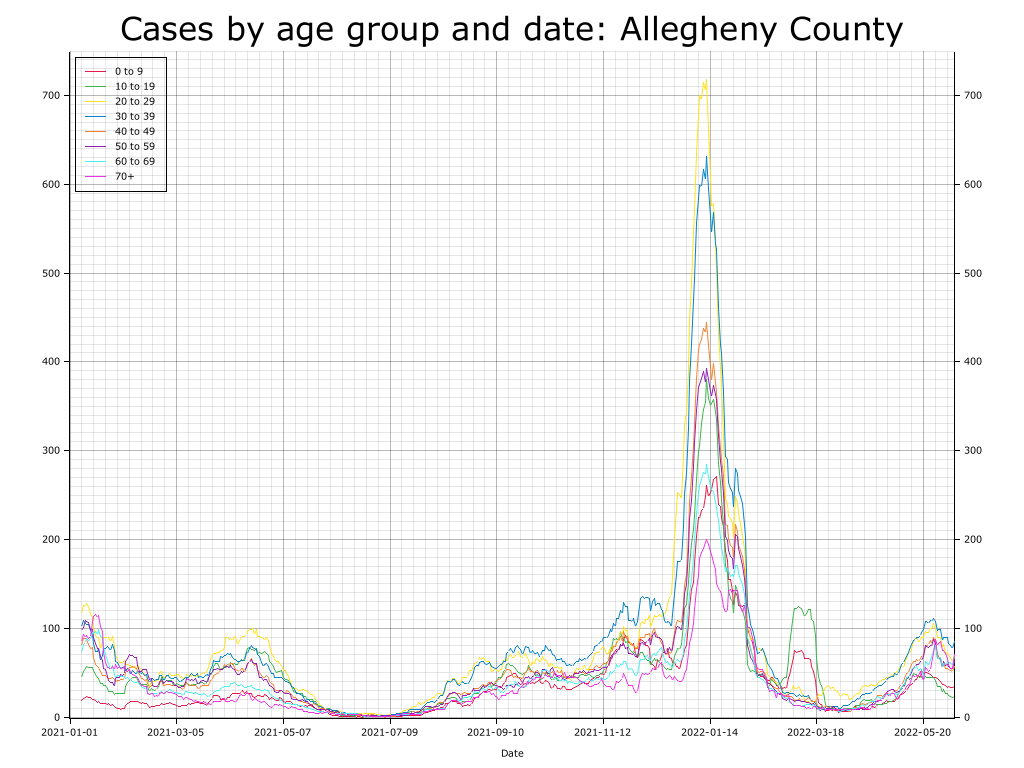 Cases by age group and date: Allegheny County
0 to 9
10 to 19
20 to 29
30 to 39
40 to 49
50 to 59
60 to 69
70+
700 700
600 600
500 500
400 400
300 300
200 200
100 100
0 0
2021-01-01 2021-03-05 2021-05-07 2021-07-09 2021-09-10 2021-11-12 2022-01-14 2022-03-18 2022-05-20
Date